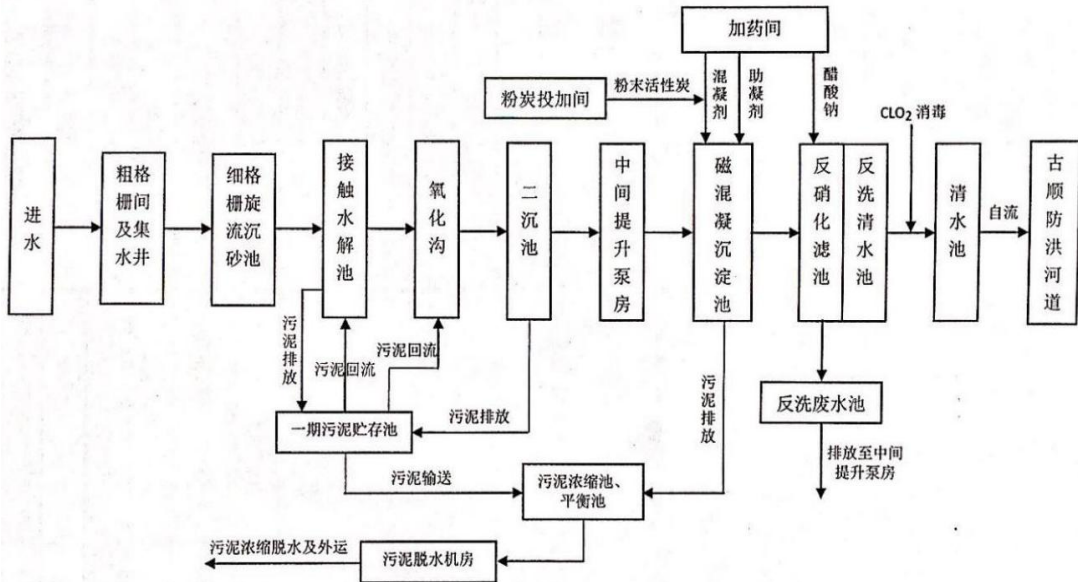 加药间
粉炭投加间
粉末活性炭
混凝剂
助凝剂
醋酸钠
CLO2 消毒
进水
粗格栅间及集水井
细格栅旋流沉砂池
接触水解池
氧化沟
二沉池
中间提升泵房
磁混凝沉淀池
反硝化滤池
反洗清水池
清水池
自流
古顺防洪河道
污泥排放
污泥回流
污泥回流
污泥排放
污泥排放
一期污泥贮存池
反洗废水池
排放至中间
提升泵房
污泥输送
污泥浓缩池、
平衡池
污泥浓缩脱水及外运
污泥脱水机房